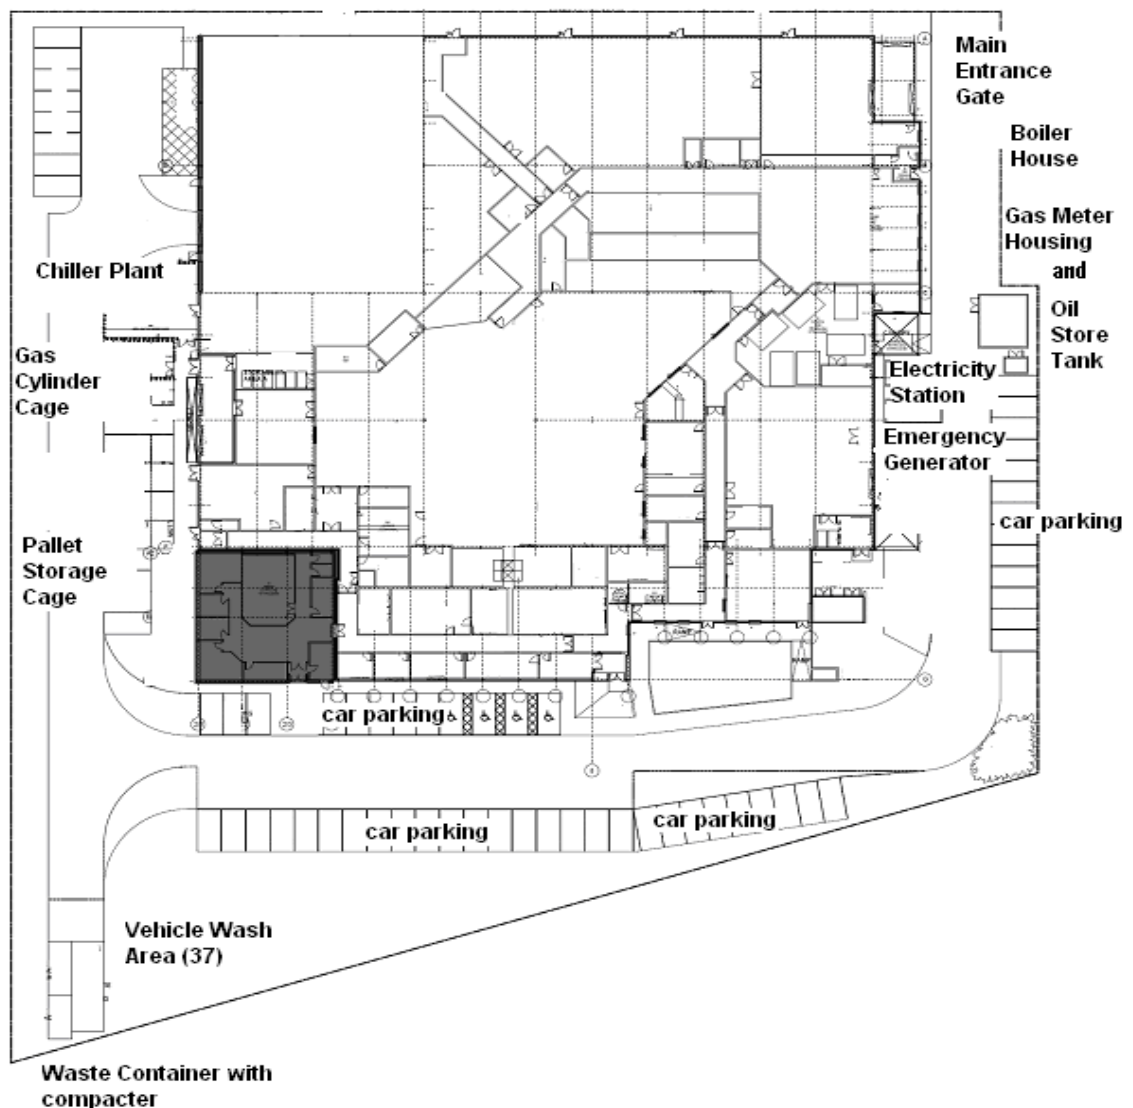 Main
Entrance
Gate
Boiler
House
Gas Meter
Housing
and
Oil
Store
Tank
Chiller Plant
Gas
Cylinder
Cage
Electricity
Station
Emergency
Generator
car parking
Pallet
Storage
Cage
car parking
car parking
car parking
Vehicle Wash
Area (37)
Waste Container with
compacter